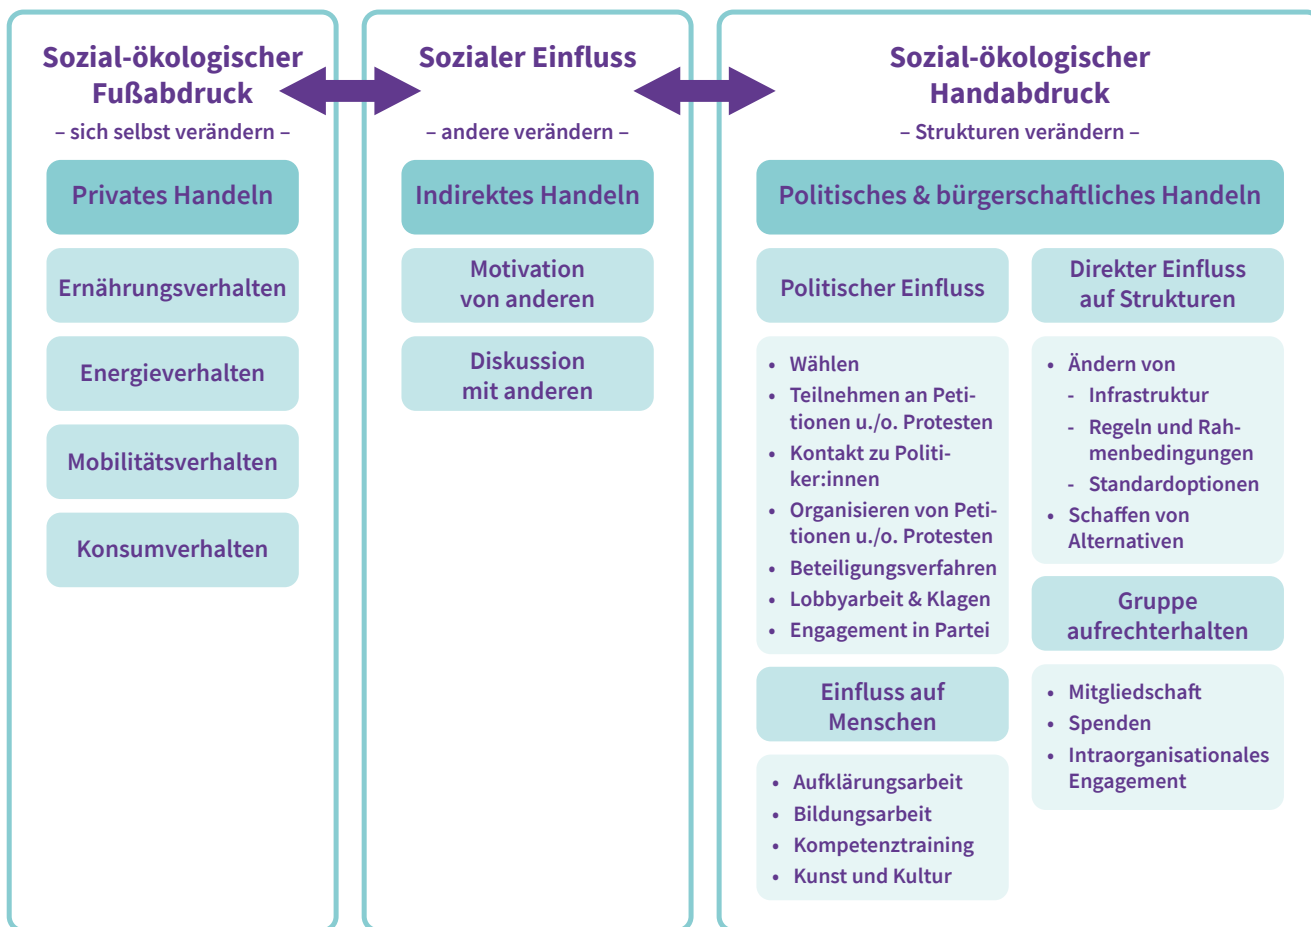 Sozial-ökologischer
Fußabdruck
– sich selbst verändern –
Privates Handeln
Ernährungsverhalten
Energieverhalten
Mobilitätsverhalten
Konsumverhalten
Sozialer Einfluss
– andere verändern –
Indirektes Handeln
Motivation
von anderen
Diskussion
mit anderen
Sozial-ökologischer
Handabdruck
– Strukturen verändern –
Politisches & bürgerschaftliches Handeln
Politischer Einfluss
• Wählen
• Teilnehmen an Peti-
tionen u./o. Protesten
• Kontakt zu Politi-
ker:innen
• Organisieren von Peti-
tionen u./o. Protesten
• Beteiligungsverfahren
• Lobbyarbeit & Klagen
• Engagement in Partei
Einfluss auf
Menschen
• Aufklärungsarbeit
• Bildungsarbeit
• Kompetenztraining
• Kunst und Kultur
Direkter Einfluss
auf Strukturen
• Ändern von
- Infrastruktur
- Regeln und Rah-
menbedingungen
- Standardoptionen
• Schaffen von
Alternativen
Gruppe
aufrechterhalten
• Mitgliedschaft
• Spenden
• Intraorganisationales
Engagement